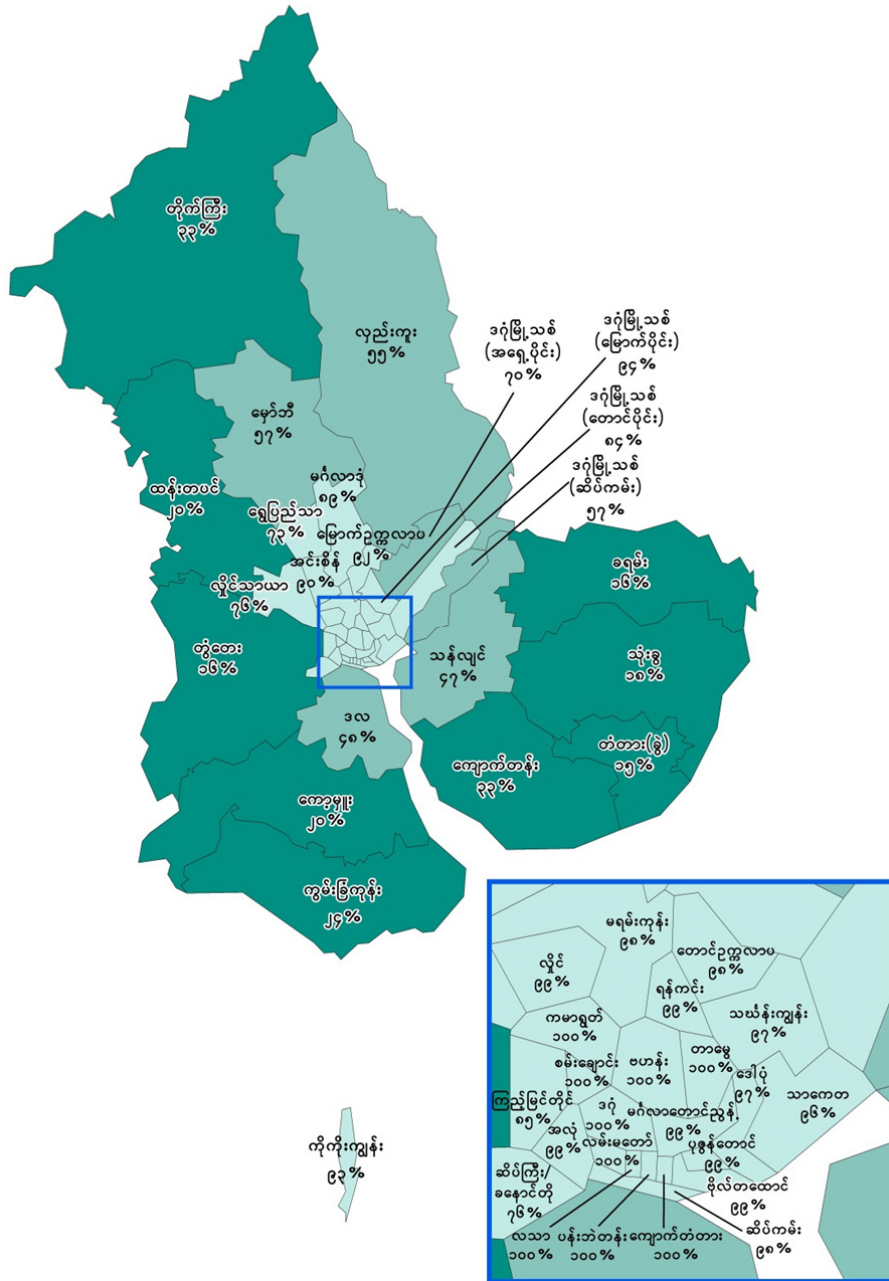 တိုက်ကြီး
၃၃%
လှည်းကူး
၅၅%
ဒဂုံမြို့သစ်
(အရှေ့ပိုင်း)
၇၀%
ဒဂုံမြို့သစ်
(မြောက်ပိုင်း)
၉၄%
ဒဂုံမြို့သစ်
(တောင်ပိုင်း)
၈၄%
ဒဂုံမြို့သစ်
(ဆိပ်ကမ်း)
၅၇%
မှော်ဘီ
၅၇%
မင်္ဂလာဒုံ
၈၉%
ထန်းတပင်
၂၀%
ရွှေပြည်သာ
၇၃%
မြောက်ဥက္ကလာပ
၉၂%
အင်းစိန်
၉၀%
လှိုင်သာယာ
၇၆%
ခရမ်း
၁၆%
တွံတေး
၁၆%
သန်လျင်
၄၇%
သုံးခွ
၁၈%
ဒလ
၄၈%
တံတား(ခွဲ)
၁၅%
ကျောက်တန်း
၃၃%
ကော့မှူး
၂၀%
ကွမ်းခြံကုန်း
၂၄%
ကိုကိုးကျွန်း
၉၃%
မရမ်းကုန်း
၉၈%
တောင်ဥက္ကလာပ
၉၈%
လှိုင်
၉၉%
ရန်ကင်း
၉၉%
သင်္ဃန်းကျွန်း
၉၇%
ကမာရွတ်
၁၀၀%
စမ်းချောင်း
၁၀၀%
ဗဟန်း
၁၀၀%
တာမွေ
၁၀၀%
ဒေါပုံ
၉၇%
သာကေတ
၉၆%
ကြည့်မြင်တိုင်
၈၅%
ဒဂုံ
၁၀၀%
မင်္ဂလာတောင်ညွန့်
၉၉%
အလုံ
၉၉%
လမ်းမတော်
၁၀၀%
ပုဇွန်တောင်
၉၉%
ဆိပ်ကြီး/
ခနောင်တို
၇၆%
ဗိုလ်တထောင်
၉၉%
ဆိပ်ကမ်း
၉၈%
လသာ
၁၀၀%
ပန်းဘဲတန်း
၁၀၀%
ကျောက်တံတား
၁၀၀%